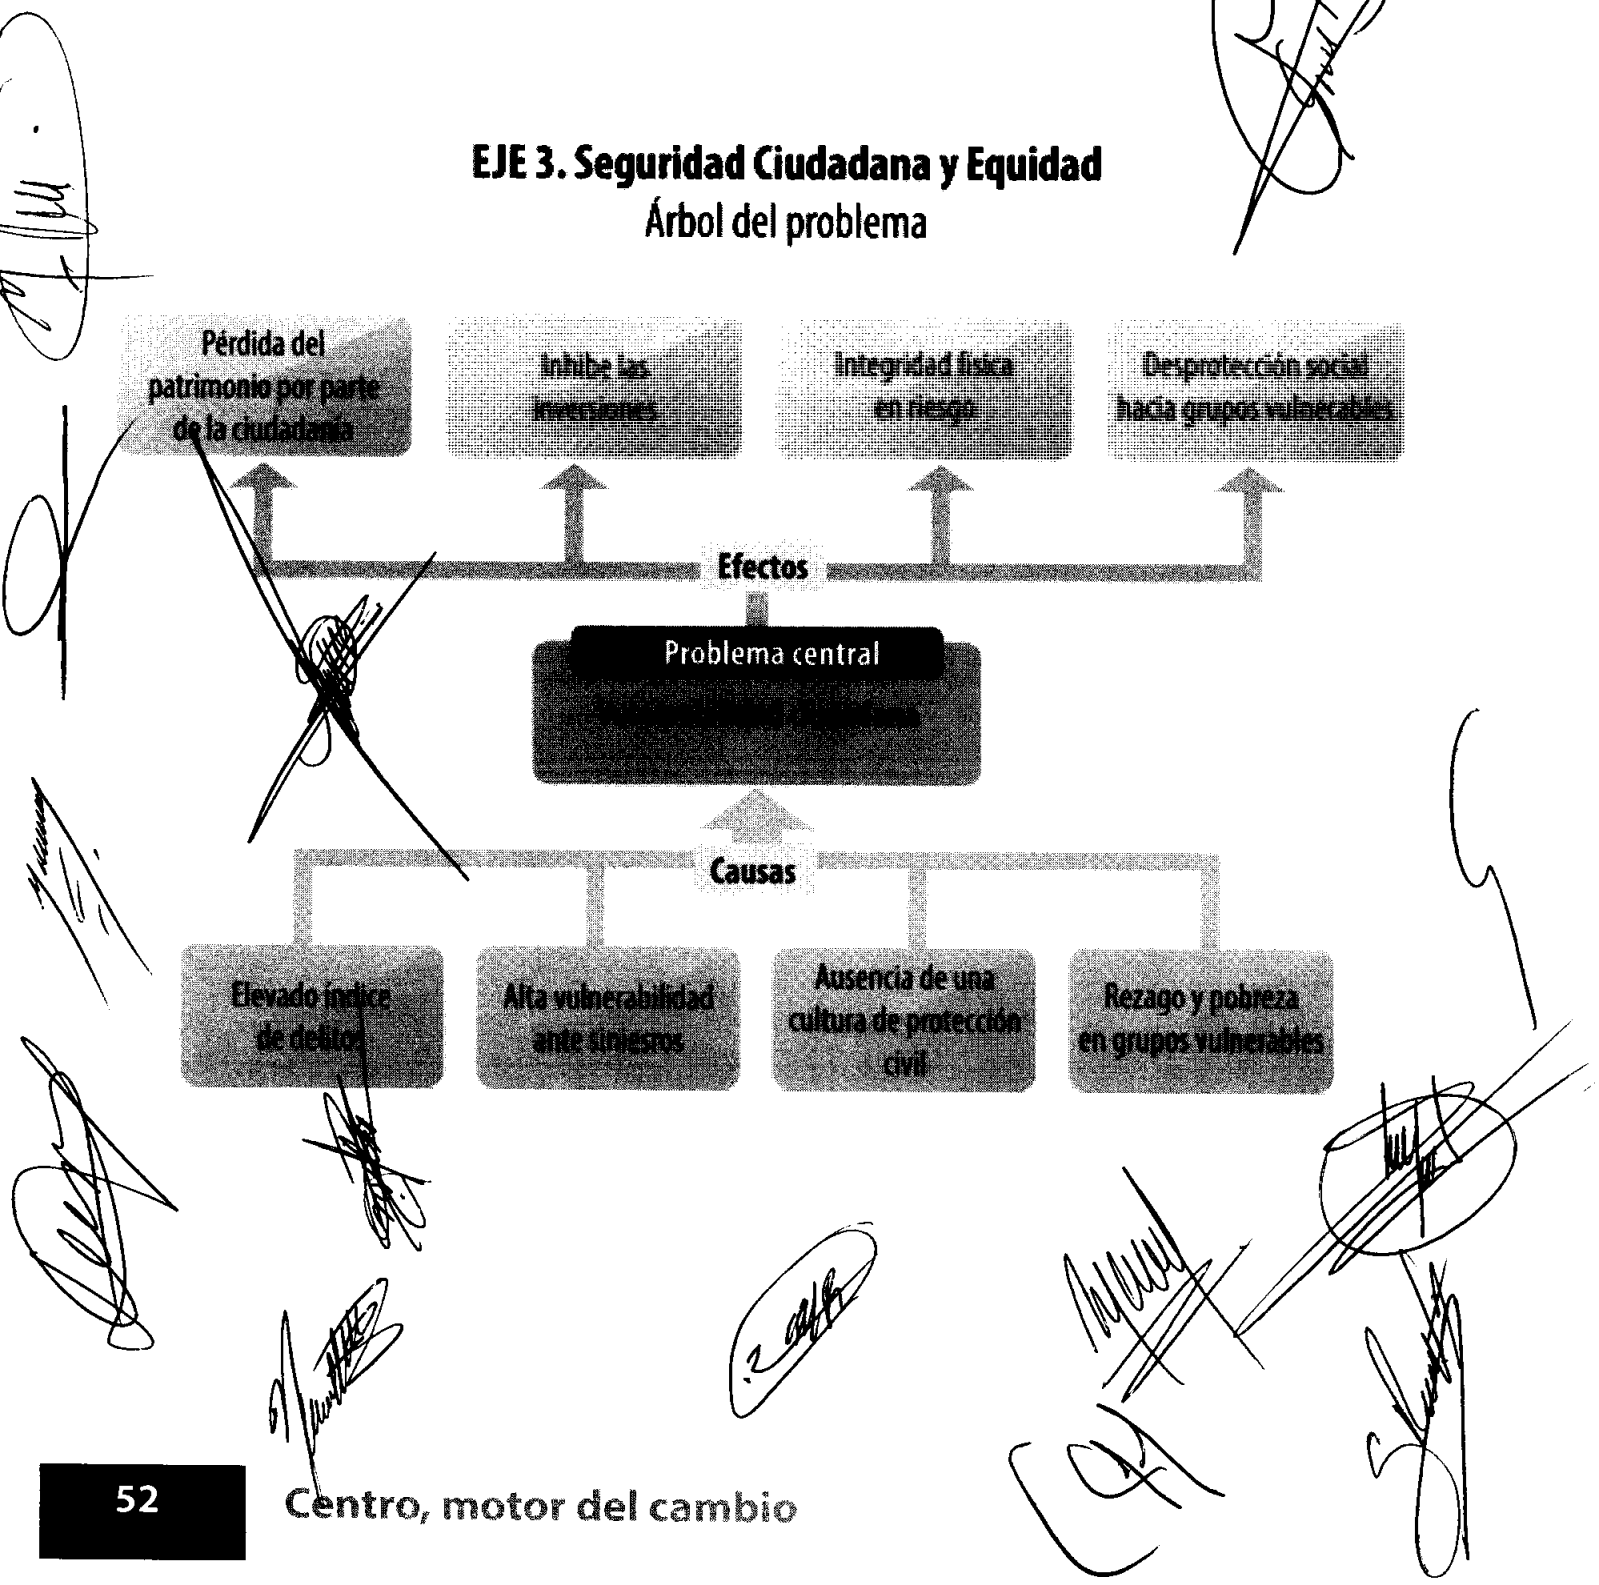 EJE 3. Seguridad Ciudadana y Equidad
Árbol del problema
Pérdida del
patrimonio por parte
de la ciudadanía
Inhibe las
inversiones
Integridad física
en riesgo
Desprotección social
hacia grupos vulnerables
Efectos
Problema central
Causas
Elevado índice
de delitos
Alta vulnerabilidad
ante siniesros
Ausencia de una
cultura de protección
civil
Rezago y pobreza
en grupos vulnerables
52
Centro, motor del cambio